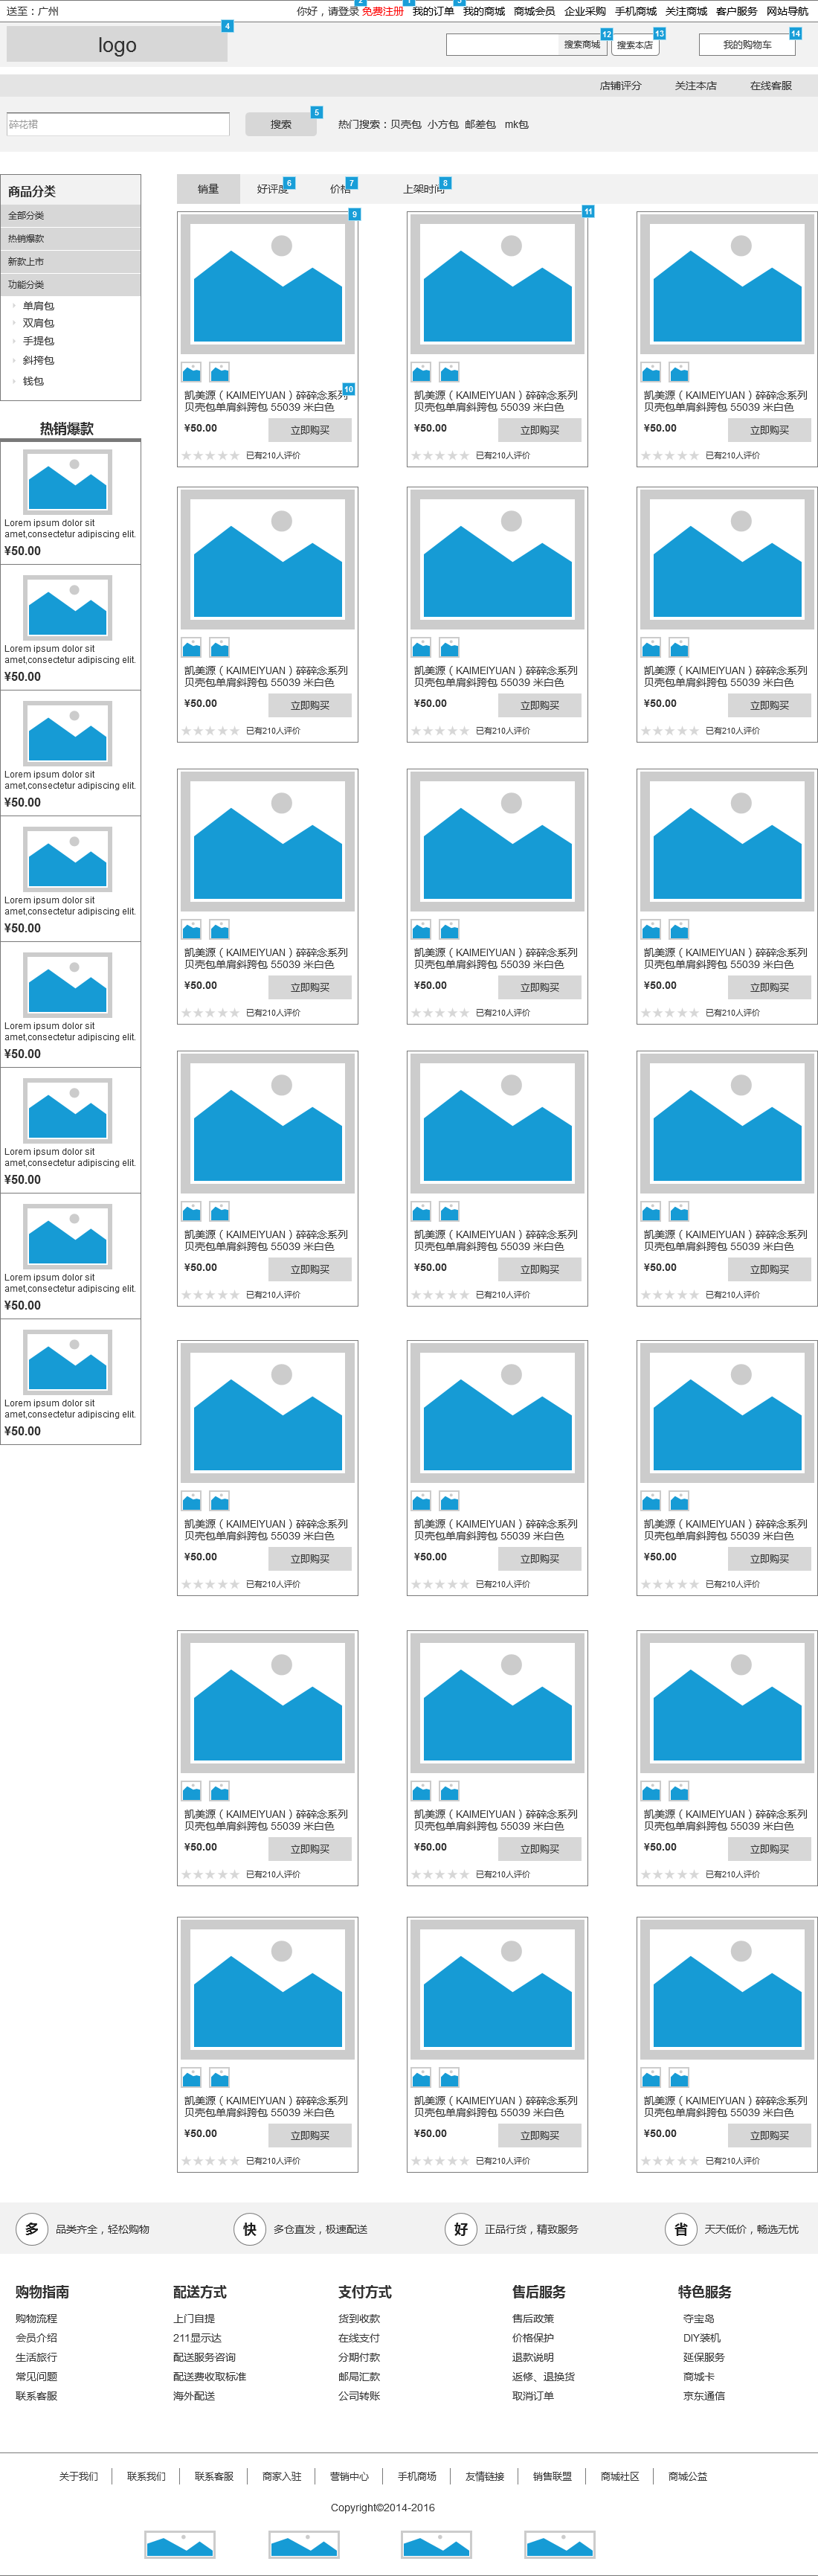 送至：广州
你好，请登录 2 免费注册 1 我的订单 3 我的商城 商城会员 企业采购 手机商城 关注商城 客户服务 网站导航
logo 4
搜索商城 12 搜索本店 13 我的购物车 14
店铺评分 关注本店 在线客服
碎花裙 搜索 5 热门搜索：贝壳包 小方包 邮差包 mk包
商品分类
全部分类
热销爆款
新款上市
功能分类
单肩包
双肩包
手提包
斜挎包
钱包
热销爆款
Lorem ipsum dolor sit
amet,consectetur adipiscing elit.
¥50.00
Lorem ipsum dolor sit
amet,consectetur adipiscing elit.
¥50.00
Lorem ipsum dolor sit
amet,consectetur adipiscing elit.
¥50.00
Lorem ipsum dolor sit
amet,consectetur adipiscing elit.
¥50.00
Lorem ipsum dolor sit
amet,consectetur adipiscing elit.
¥50.00
Lorem ipsum dolor sit
amet,consectetur adipiscing elit.
¥50.00
Lorem ipsum dolor sit
amet,consectetur adipiscing elit.
¥50.00
Lorem ipsum dolor sit
amet,consectetur adipiscing elit.
¥50.00
销量 好评度 6 价格 7 上架时间 8
9 11
10
凯美源（KAIMEIYUAN）碎碎念系列 凯美源（KAIMEIYUAN）碎碎念系列 凯美源（KAIMEIYUAN）碎碎念系列
贝壳包单肩斜跨包 55039 米白色 贝壳包单肩斜跨包 55039 米白色 贝壳包单肩斜跨包 55039 米白色
¥50.00 立即购买 ¥50.00 立即购买 ¥50.00 立即购买
已有210人评价 已有210人评价 已有210人评价
凯美源（KAIMEIYUAN）碎碎念系列 凯美源（KAIMEIYUAN）碎碎念系列 凯美源（KAIMEIYUAN）碎碎念系列
贝壳包单肩斜跨包 55039 米白色 贝壳包单肩斜跨包 55039 米白色 贝壳包单肩斜跨包 55039 米白色
¥50.00 立即购买 ¥50.00 立即购买 ¥50.00 立即购买
已有210人评价 已有210人评价 已有210人评价
凯美源（KAIMEIYUAN）碎碎念系列 凯美源（KAIMEIYUAN）碎碎念系列 凯美源（KAIMEIYUAN）碎碎念系列
贝壳包单肩斜跨包 55039 米白色 贝壳包单肩斜跨包 55039 米白色 贝壳包单肩斜跨包 55039 米白色
¥50.00 立即购买 ¥50.00 立即购买 ¥50.00 立即购买
已有210人评价 已有210人评价 已有210人评价
凯美源（KAIMEIYUAN）碎碎念系列 凯美源（KAIMEIYUAN）碎碎念系列 凯美源（KAIMEIYUAN）碎碎念系列
贝壳包单肩斜跨包 55039 米白色 贝壳包单肩斜跨包 55039 米白色 贝壳包单肩斜跨包 55039 米白色
¥50.00 立即购买 ¥50.00 立即购买 ¥50.00 立即购买
已有210人评价 已有210人评价 已有210人评价
凯美源（KAIMEIYUAN）碎碎念系列 凯美源（KAIMEIYUAN）碎碎念系列 凯美源（KAIMEIYUAN）碎碎念系列
贝壳包单肩斜跨包 55039 米白色 贝壳包单肩斜跨包 55039 米白色 贝壳包单肩斜跨包 55039 米白色
¥50.00 立即购买 ¥50.00 立即购买 ¥50.00 立即购买
已有210人评价 已有210人评价 已有210人评价
凯美源（KAIMEIYUAN）碎碎念系列 凯美源（KAIMEIYUAN）碎碎念系列 凯美源（KAIMEIYUAN）碎碎念系列
贝壳包单肩斜跨包 55039 米白色 贝壳包单肩斜跨包 55039 米白色 贝壳包单肩斜跨包 55039 米白色
¥50.00 立即购买 ¥50.00 立即购买 ¥50.00 立即购买
已有210人评价 已有210人评价 已有210人评价
凯美源（KAIMEIYUAN）碎碎念系列 凯美源（KAIMEIYUAN）碎碎念系列 凯美源（KAIMEIYUAN）碎碎念系列
贝壳包单肩斜跨包 55039 米白色 贝壳包单肩斜跨包 55039 米白色 贝壳包单肩斜跨包 55039 米白色
¥50.00 立即购买 ¥50.00 立即购买 ¥50.00 立即购买
已有210人评价 已有210人评价 已有210人评价
多 品类齐全，轻松购物 快 多仓直发，极速配送 好 正品行货，精致服务 省 天天低价，畅选无忧
购物指南 配送方式 支付方式 售后服务 特色服务
购物流程 上门自提 货到收款 售后政策 夺宝岛
会员介绍 211显示达 在线支付 价格保护 DIY装机
生活旅行 配送服务咨询 分期付款 退款说明 延保服务
常见问题 配送费收取标准 邮局汇款 返修、退换货 商城卡
联系客服 海外配送 公司转账 取消订单 京东通信
关于我们 联系我们 联系客服 商家入驻 营销中心 手机商场 友情链接 销售联盟 商城社区 商城公益
Copyright©2014-2016